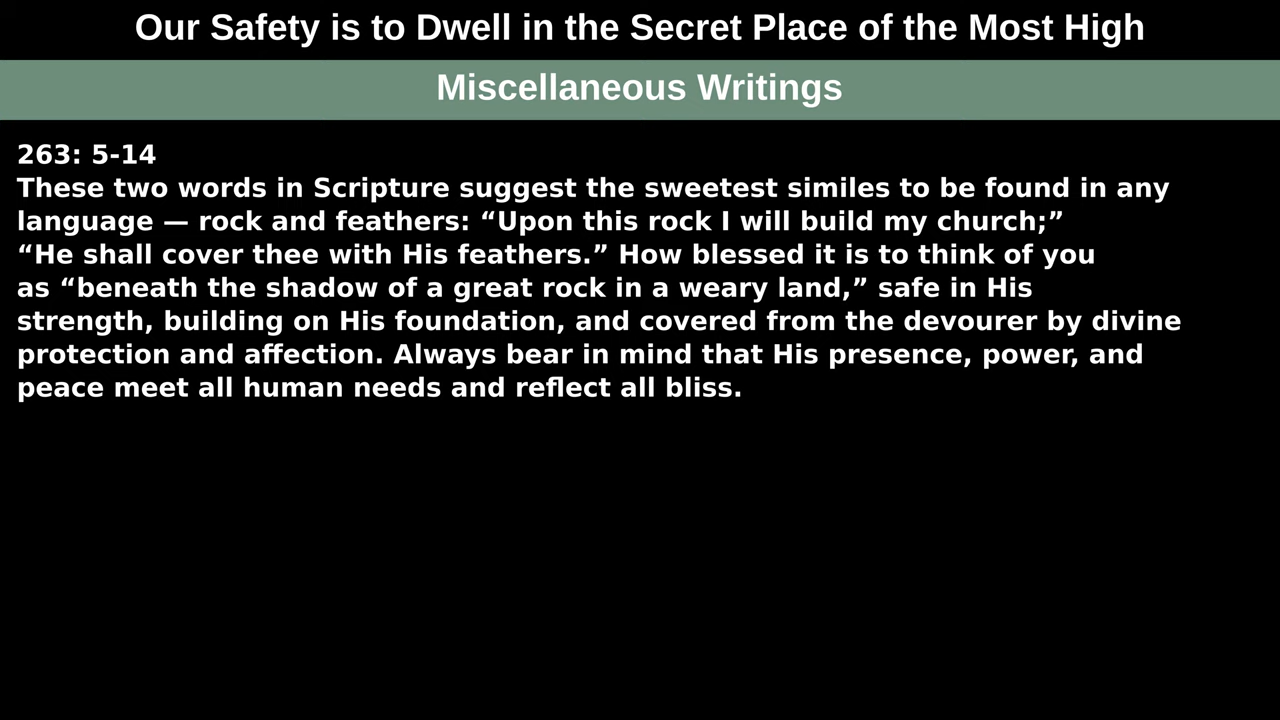 Our Safety is to Dwell in the Secret Place of the Most High
Miscellaneous Writings
263: 5-14
These two words in Scripture suggest the sweetest similes to be found in any
language — rock and feathers: “Upon this rock I will build my church;”
“He shall cover thee with His feathers.” How blessed it is to think of you
as “beneath the shadow of a great rock in a weary land,” safe in His
strength, building on His foundation, and covered from the devourer by divine
protection and affection. Always bear in mind that His presence, power, and
peace meet all human needs and reflect all bliss.